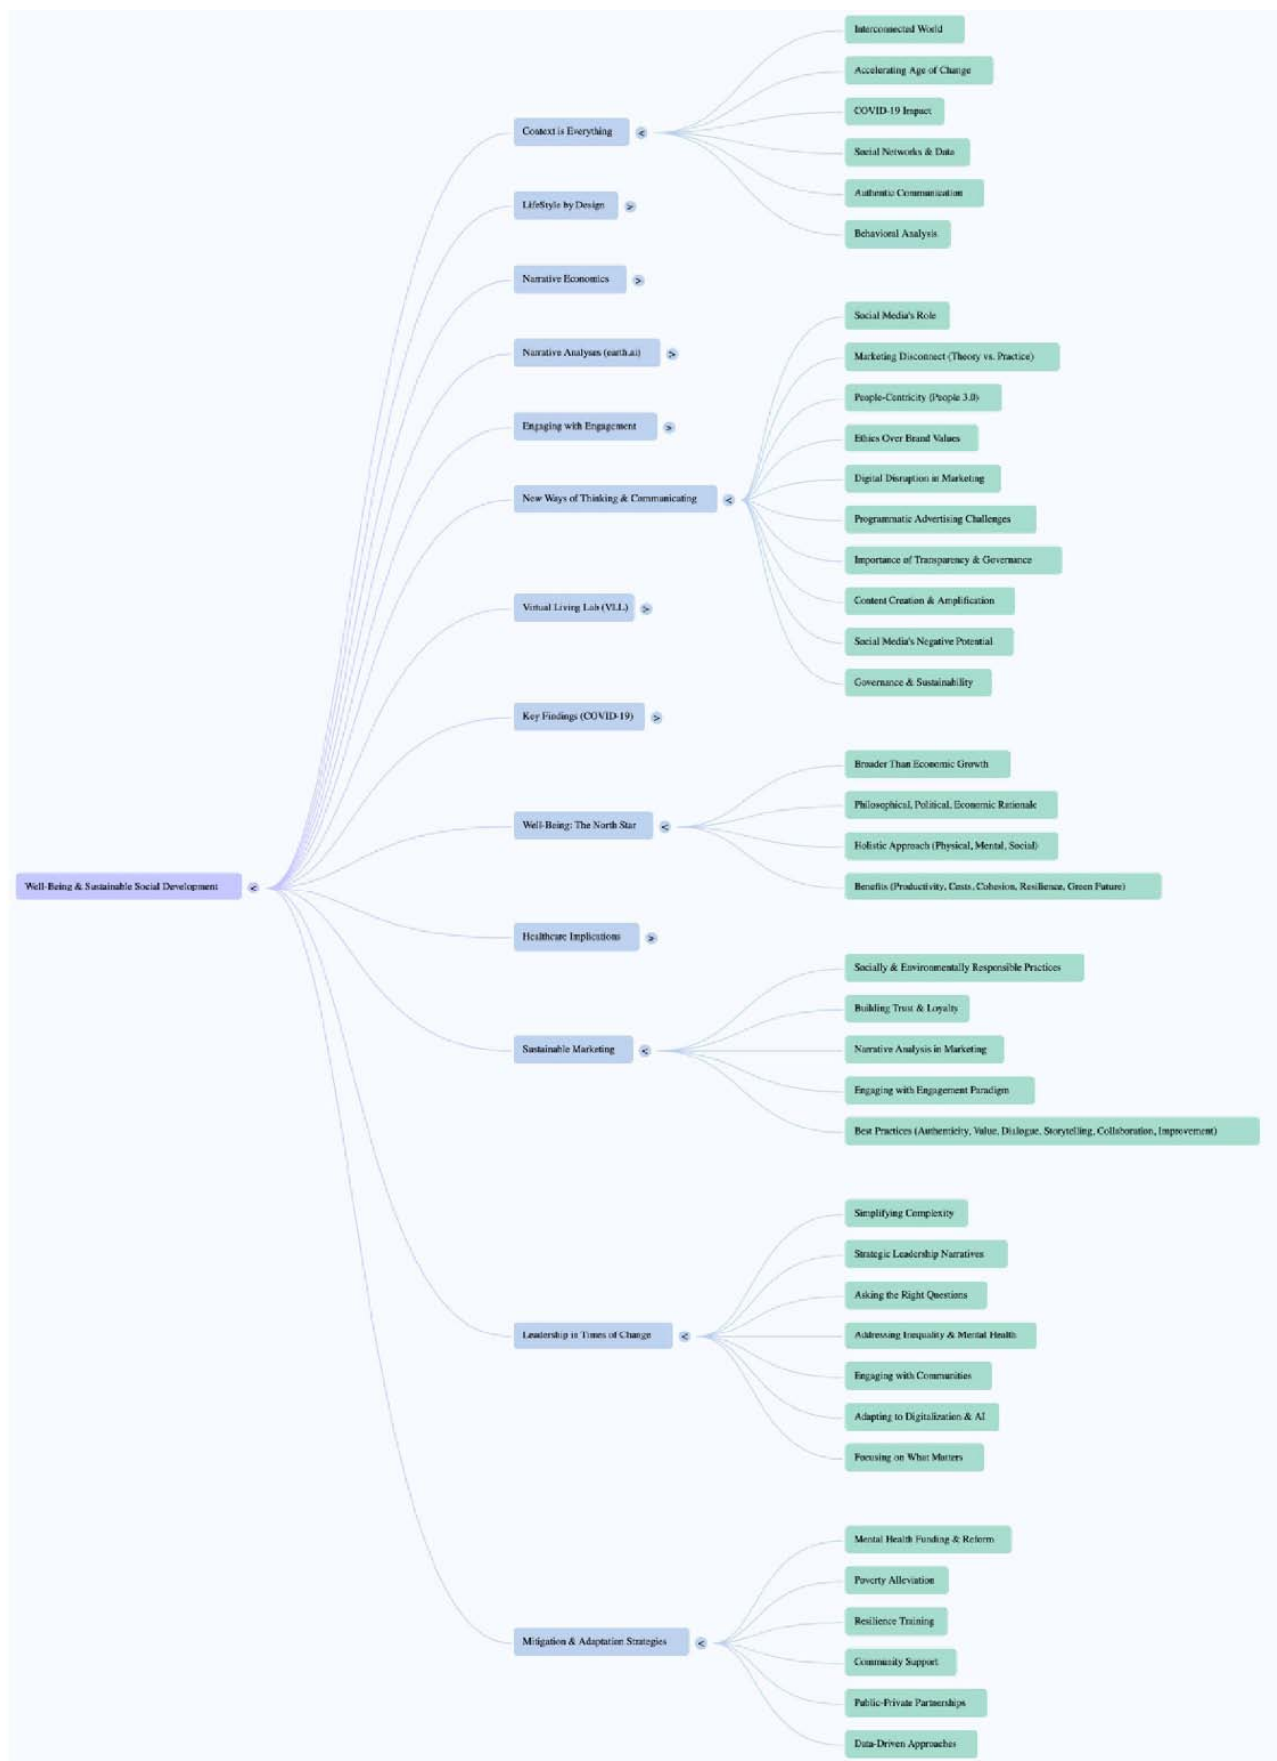 Well-Being & Sustainable Social Development <
Context is Everything <
Interconnected World
Accelerating Age of Change
COVID-19 Impact
Social Networks & Data
Authentic Communication
Behavioral Analysis
LifeStyle by Design >
Narrative Economics >
Narrative Analyses (earth.ai) >
Engaging with Engagement >
New Ways of Thinking & Communicating <
Social Media's Role
Marketing Disconnect (Theory vs. Practice)
People-Centricity (People 3.0)
Ethics Over Brand Values
Digital Disruption in Marketing
Programmatic Advertising Challenges
Importance of Transparency & Governance
Content Creation & Amplification
Social Media's Negative Potential
Governance & Sustainability
Virtual Living Lab (VLL) >
Key Findings (COVID-19) >
Well-Being: The North Star <
Broader Than Economic Growth
Philosophical, Political, Economic Rationale
Holistic Approach (Physical, Mental, Social)
Benefits (Productivity, Costs, Cohesion, Resilience, Green Future)
Healthcare Implications >
Sustainable Marketing <
Socially & Environmentally Responsible Practices
Building Trust & Loyalty
Narrative Analysis in Marketing
Engaging with Engagement Paradigm
Best Practices (Authenticity, Value, Dialogue, Storytelling, Collaboration, Improvement)
Leadership in Times of Change <
Simplifying Complexity
Strategic Leadership Narratives
Asking the Right Questions
Addressing Inequality & Mental Health
Engaging with Communities
Adapting to Digitalization & AI
Focusing on What Matters
Mitigation & Adaptation Strategies <
Mental Health Funding & Reform
Poverty Alleviation
Resilience Training
Community Support
Public-Private Partnerships
Data-Driven Approaches